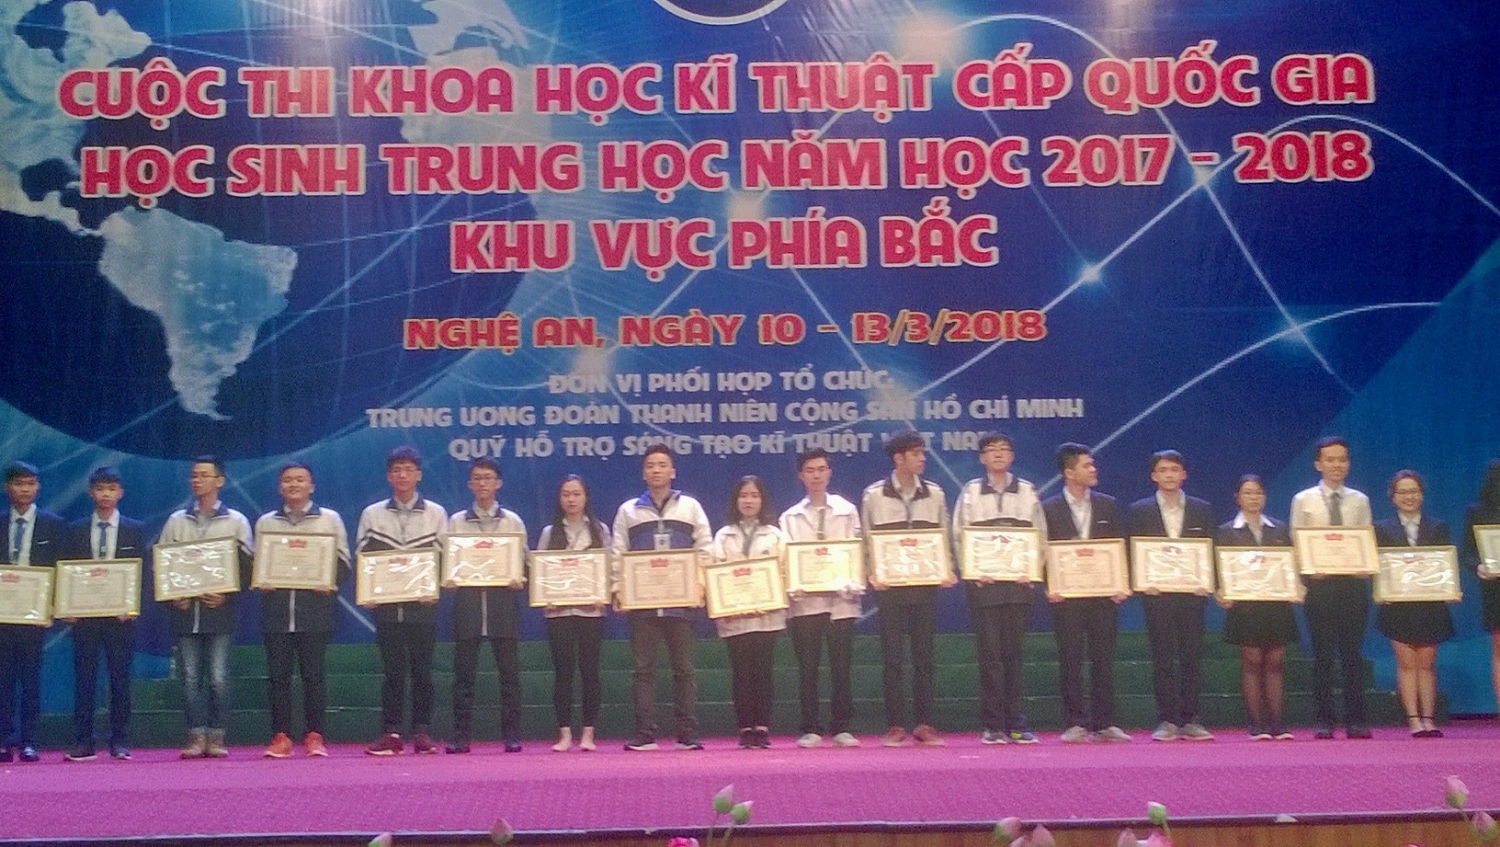 CUỘC THI KHOA HỌC KĨ THUẬT CẤP QUỐC GIA
HỌC SINH TRUNG HỌC NĂM HỌC 2017 - 2018
KHU VỰC PHÍA BẮC
NGHỆ AN, NGÀY 10 - 13/3/2018
ĐƠN VỊ PHỐI HỢP TỔ CHỨC:
TRUNG ƯƠNG ĐOÀN THANH NIÊN CỘNG SẢN HỒ CHÍ MINH
QUỸ HỖ TRỢ SÁNG TẠO KĨ THUẬT VIỆT NAM